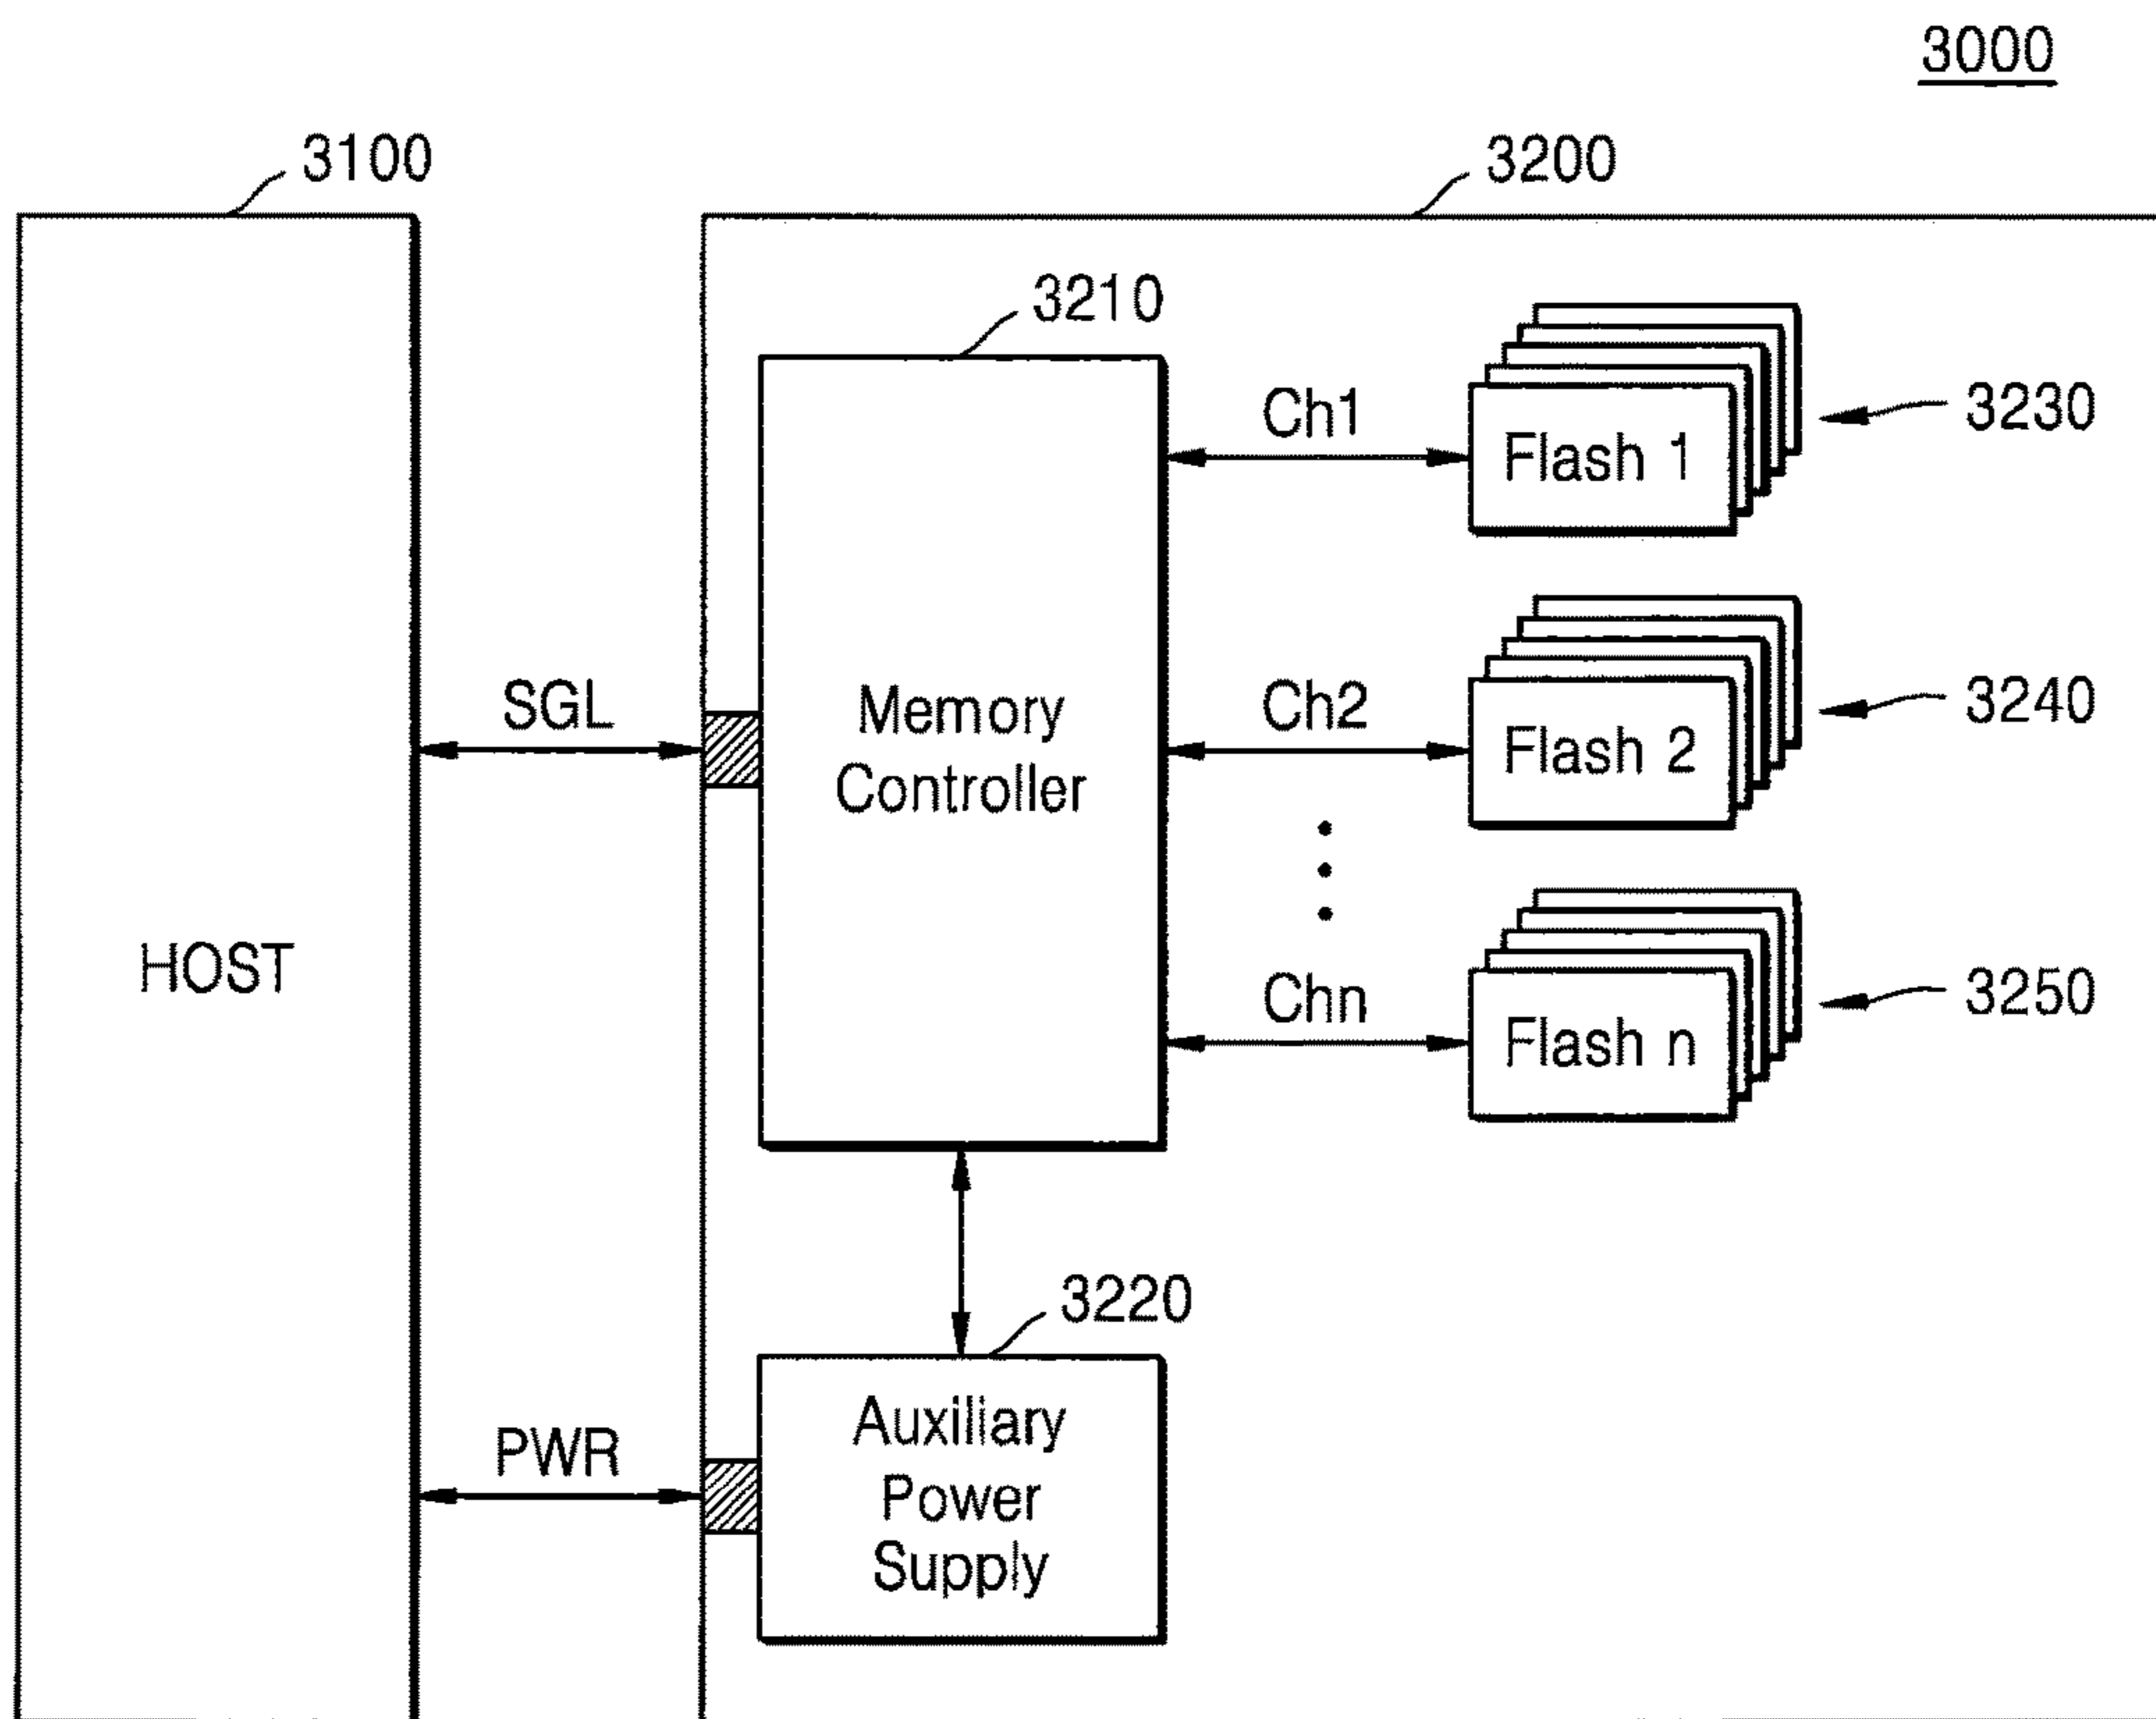 3000
3100
3200
3210
Ch1
Flash 1
3230
SGL
Memory
Controller
Ch2
Flash 2
3240
HOST
Chn
Flash n
3250
3220
PWR
Auxiliary
Power
Supply